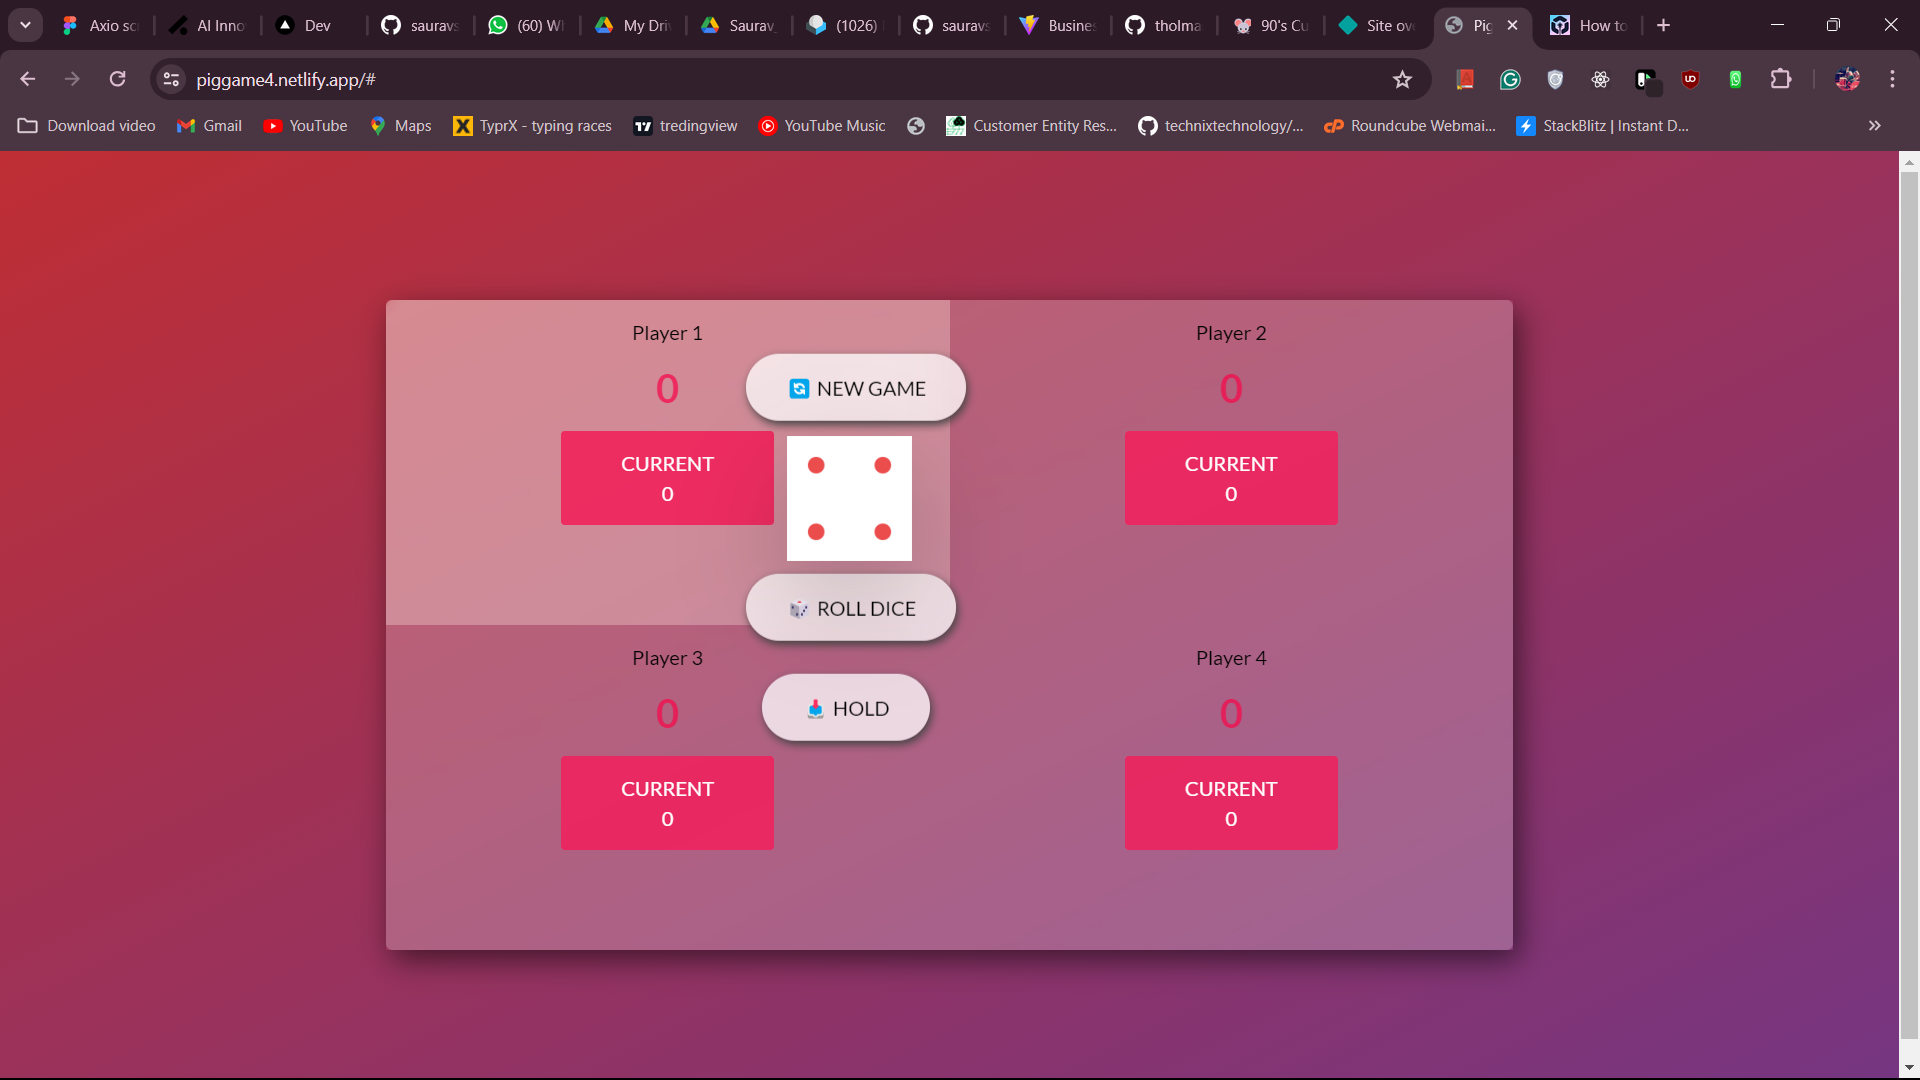 Axio sc
AI Inno
Dev
sauravs
(60) W
My Dri
Saurav_
(1026)
sauravs
Busines
tholma
90's Cu
Site ov
Pig
How to
piggame4.netlify.app/#
Download video
Gmail
YouTube
Maps
TyprX - typing races
tredingview
YouTube Music
Customer Entity Res...
technixtechnology/...
Roundcube Webmai...
StackBlitz | Instant D...
Player 1
0
CURRENT
0
Player 2
0
CURRENT
0
NEW GAME
ROLL DICE
HOLD
Player 3
0
CURRENT
0
Player 4
0
CURRENT
0